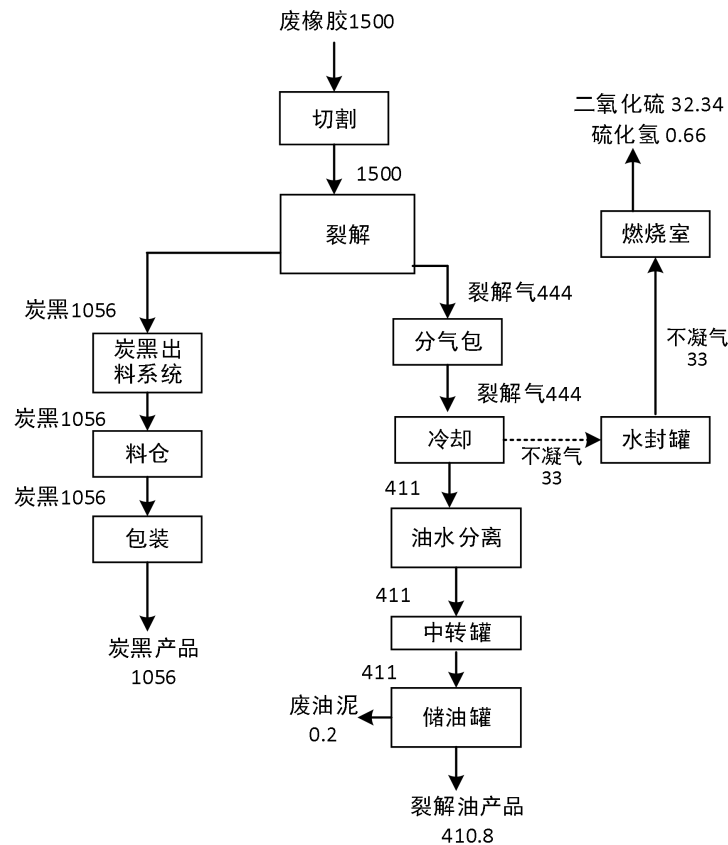 废橡胶1500
切割
1500
裂解
炭黑1056
炭黑出
料系统
炭黑1056
料仓
炭黑1056
包装
炭黑产品
1056
裂解气444
分气包
裂解气444
冷却
不凝气
33
水封罐
不凝气
33
燃烧室
二氧化硫 32.34
硫化氢 0.66
411
油水分离
411
中转罐
411
储油罐
废油泥
0.2
裂解油产品
410.8